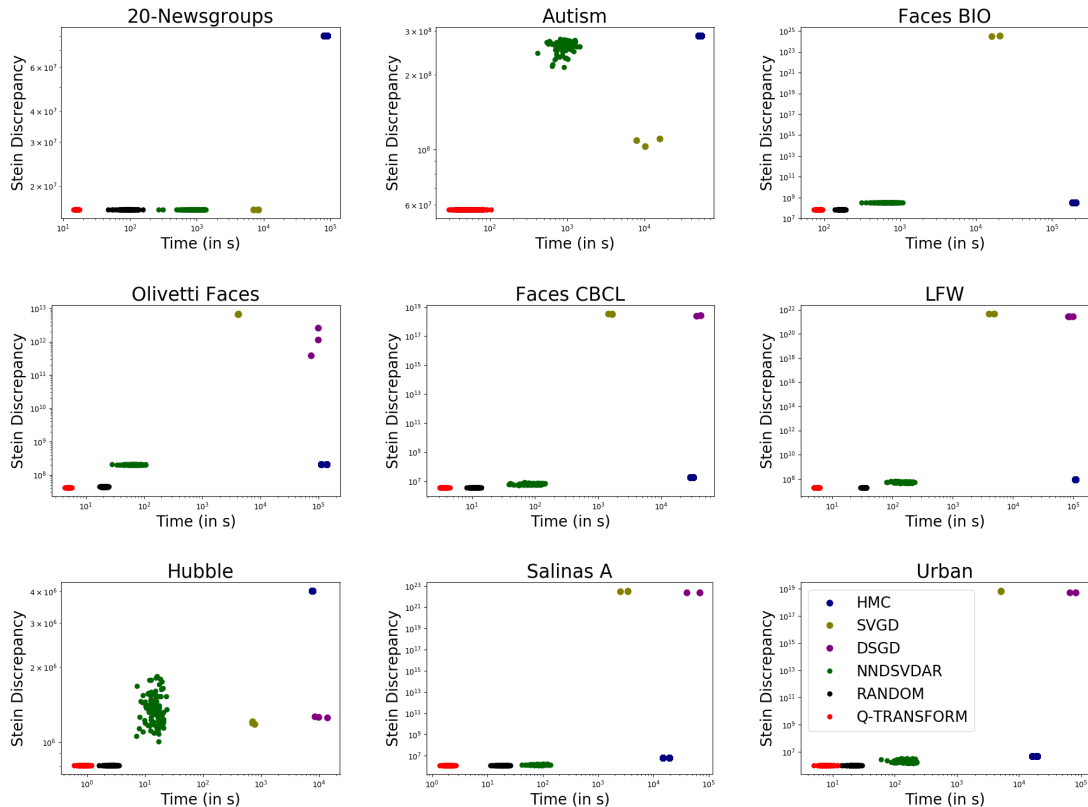 20-Newsgroups
Stein Discrepancy
6 × 10⁷
4 × 10⁷
3 × 10⁷
2 × 10⁷
10¹ 10² 10³ 10⁴ 10⁵
Time (in s)
Autism
Stein Discrepancy
3 × 10⁸
2 × 10⁸
10⁸
6 × 10⁷
10² 10³ 10⁴
Time (in s)
Faces BIO
Stein Discrepancy
10²⁵
10²³
10²¹
10¹⁹
10¹⁷
10¹⁵
10¹³
10¹¹
10⁹
10⁷
10² 10³ 10⁴ 10⁵
Time (in s)
Olivetti Faces
Stein Discrepancy
10¹³
10¹²
10¹¹
10¹⁰
10⁹
10⁸
10¹ 10² 10³ 10⁴ 10⁵
Time (in s)
Faces CBCL
Stein Discrepancy
10¹⁹
10¹⁷
10¹⁵
10¹³
10¹¹
10⁹
10⁷
10¹ 10² 10³ 10⁴
Time (in s)
LFW
Stein Discrepancy
10²²
10²⁰
10¹⁸
10¹⁶
10¹⁴
10¹²
10¹⁰
10⁸
10¹ 10² 10³ 10⁴ 10⁵
Time (in s)
Hubble
Stein Discrepancy
4 × 10⁶
3 × 10⁶
2 × 10⁶
10⁶
10⁰ 10¹ 10² 10³ 10⁴
Time (in s)
Salinas A
Stein Discrepancy
10²³
10²¹
10¹⁹
10¹⁷
10¹⁵
10¹³
10¹¹
10⁹
10⁷
10⁵
10⁰ 10¹ 10² 10³ 10⁴ 10⁵
Time (in s)
Urban
Stein Discrepancy
10¹⁹
10¹⁷
10¹⁵
10¹³
10¹¹
10⁹
10⁷
10⁵
10¹ 10² 10³ 10⁴ 10⁵
Time (in s)
HMC
SVGD
DSGD
NNDSVDAR
RANDOM
Q-TRANSFORM